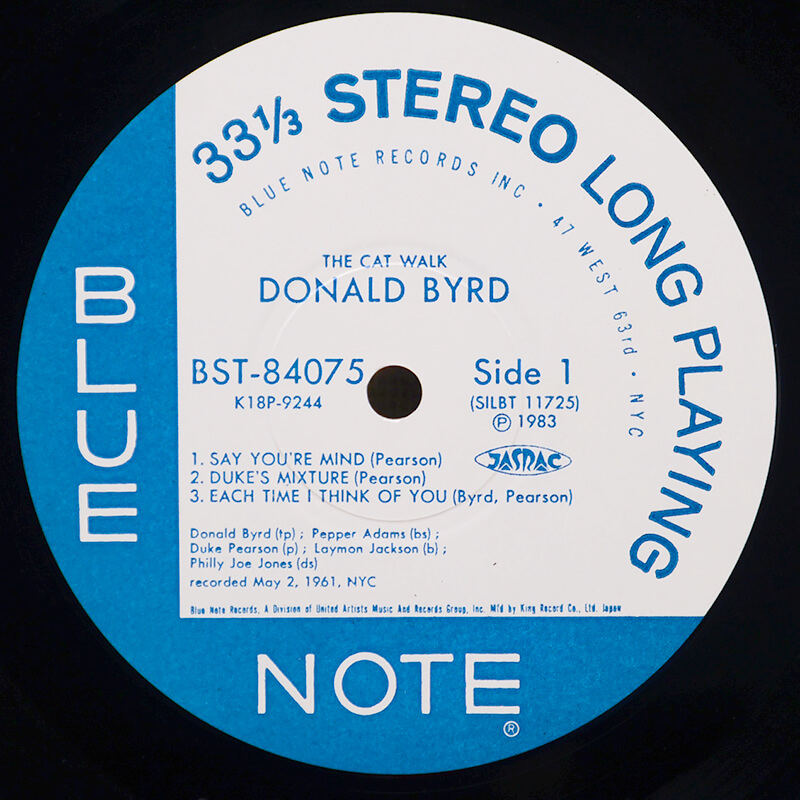 33⅓ STEREO LONG PLAYING
BLUE NOTE RECORDS INC · 47 WEST 63rd · NYC
THE CAT WALK
DONALD BYRD
BST-84075
K18P-9244
Side 1
(SILBT 11725)
Ⓟ 1983
JASRAC
1. SAY YOU'RE MIND (Pearson)
2. DUKE'S MIXTURE (Pearson)
3. EACH TIME I THINK OF YOU (Byrd, Pearson)
Donald Byrd (tp) ; Pepper Adams (bs) ;
Duke Pearson (p) ; Laymon Jackson (b) ;
Philly Joe Jones (ds)
recorded May 2, 1961, NYC
Blue Note Records, A Division of United Artists Music And Records Group, Inc. Mfd by King Record Co., Ltd. Japan
BLUE
NOTE
®